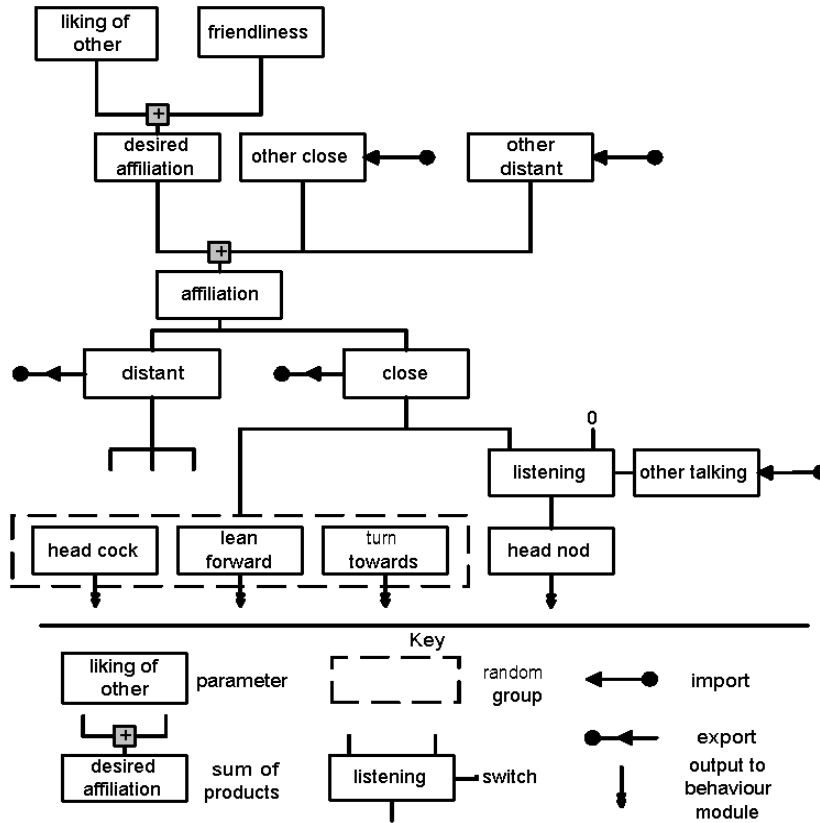 liking of
other
friendliness
+
desired
affiliation
other close
other
distant
+
affiliation
distant
close
0
listening
other talking
head cock
lean
forward
turn
towards
head nod
Key
liking of
other
parameter
random
group
import
+
desired
affiliation
sum of
products
listening
switch
export
output to
behaviour
module